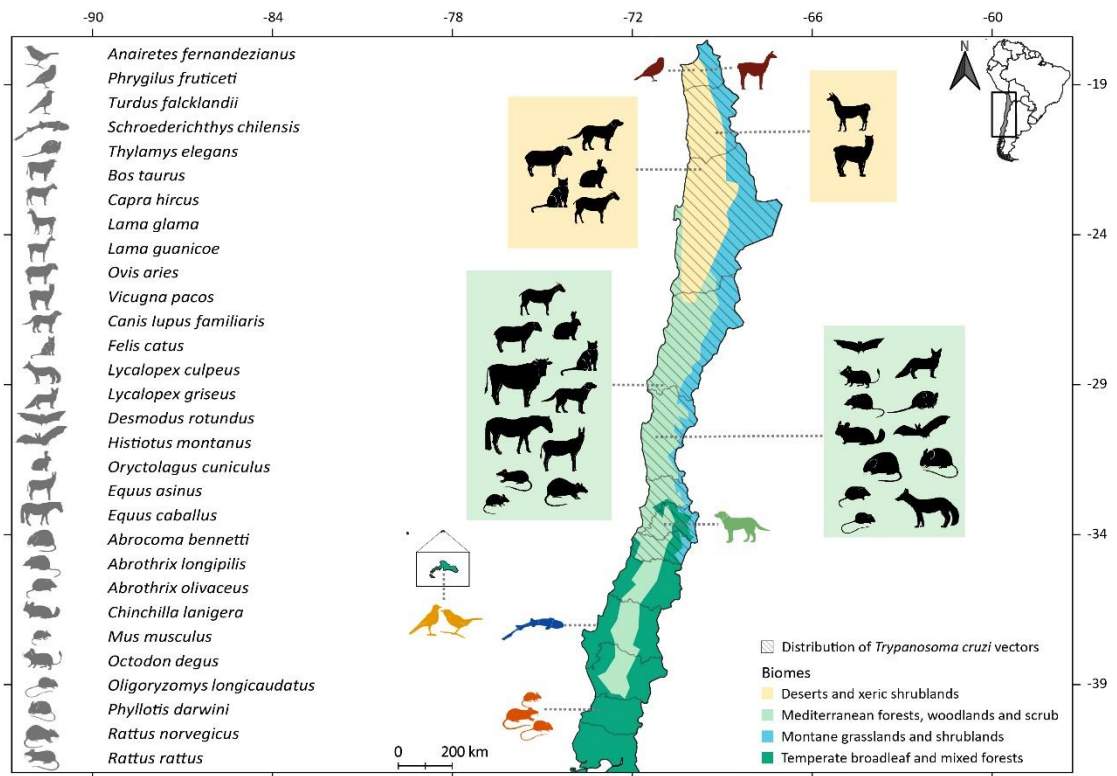 -90 -84 -78 -72 -66 -60
Anairetes fernandezianus
Phrygilus fruticeti
Turdus falcklandii
Schroederichthys chilensis
Thylamys elegans
Bos taurus
Capra hircus
Lama glama
Lama guanicoe
Ovis aries
Vicugna pacos
Canis lupus familiaris
Felis catus
Lycalopex culpeus
Lycalopex griseus
Desmodus rotundus
Histiotus montanus
Oryctolagus cuniculus
Equus asinus
Equus caballus
Abrocoma bennetti
Abrothrix longipilis
Abrothrix olivaceus
Chinchilla lanigera
Mus musculus
Octodon degus
Oligoryzomys longicaudatus
Phyllotis darwini
Rattus norvegicus
Rattus rattus
N
-19
-24
-29
-34
-39
0 200 km
Distribution of Trypanosoma cruzi vectors
Biomes
Deserts and xeric shrublands
Mediterranean forests, woodlands and scrub
Montane grasslands and shrublands
Temperate broadleaf and mixed forests